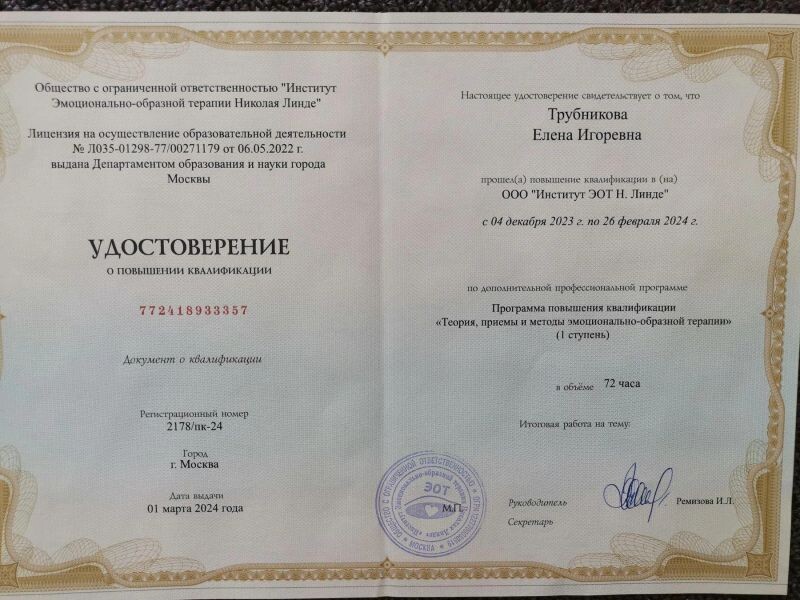 Общество с ограниченной ответственностью "Институт
Эмоционально-образной терапии Николая Линде"
Лицензия на осуществление образовательной деятельности
№ Л035-01298-77/00271179 от 06.05.2022 г.
выдана Департаментом образования и науки города
Москвы
УДОСТОВЕРЕНИЕ
О ПОВЫШЕНИИ КВАЛИФИКАЦИИ
772418933357
Документ о квалификации
Регистрационный номер
2178/пк-24
Город
г. Москва
Дата выдачи
01 марта 2024 года
Настоящее удостоверение свидетельствует о том, что
Трубникова
Елена Игоревна
прошел(а) повышение квалификации в (на)
ООО "Институт ЭОТ Н. Линде"
с 04 декабря 2023 г. по 26 февраля 2024 г.
по дополнительной профессиональной программе
Программа повышения квалификации
«Теория, приемы и методы эмоционально-образной терапии»
(1 ступень)
в объёме 72 часа
Итоговая работа на тему:
М.П.
Руководитель Ремизова И.Л.
Секретарь
ОБЩЕСТВО С ОГРАНИЧЕННОЙ ОТВЕТСТВЕННОСТЬЮ
ЭОТ
МОСКВА